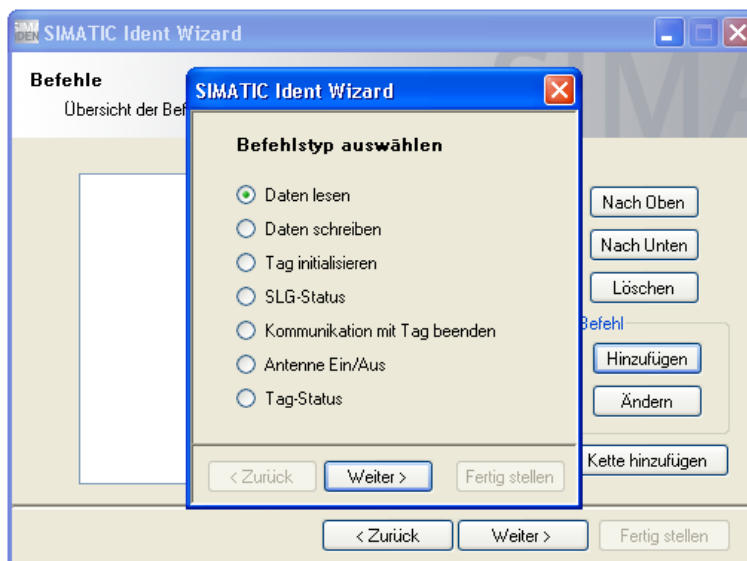 SIMATIC Ident Wizard
Befehle
Übersicht der Bef
SIMATIC Ident Wizard
Befehlstyp auswählen
Daten lesen
Daten schreiben
Tag initialisieren
SLG-Status
Kommunikation mit Tag beenden
Antenne Ein/Aus
Tag-Status
< Zurück
Weiter >
Fertig stellen
Nach Oben
Nach Unten
Löschen
Befehl
Hinzufügen
Ändern
Kette hinzufügen
< Zurück
Weiter >
Fertig stellen